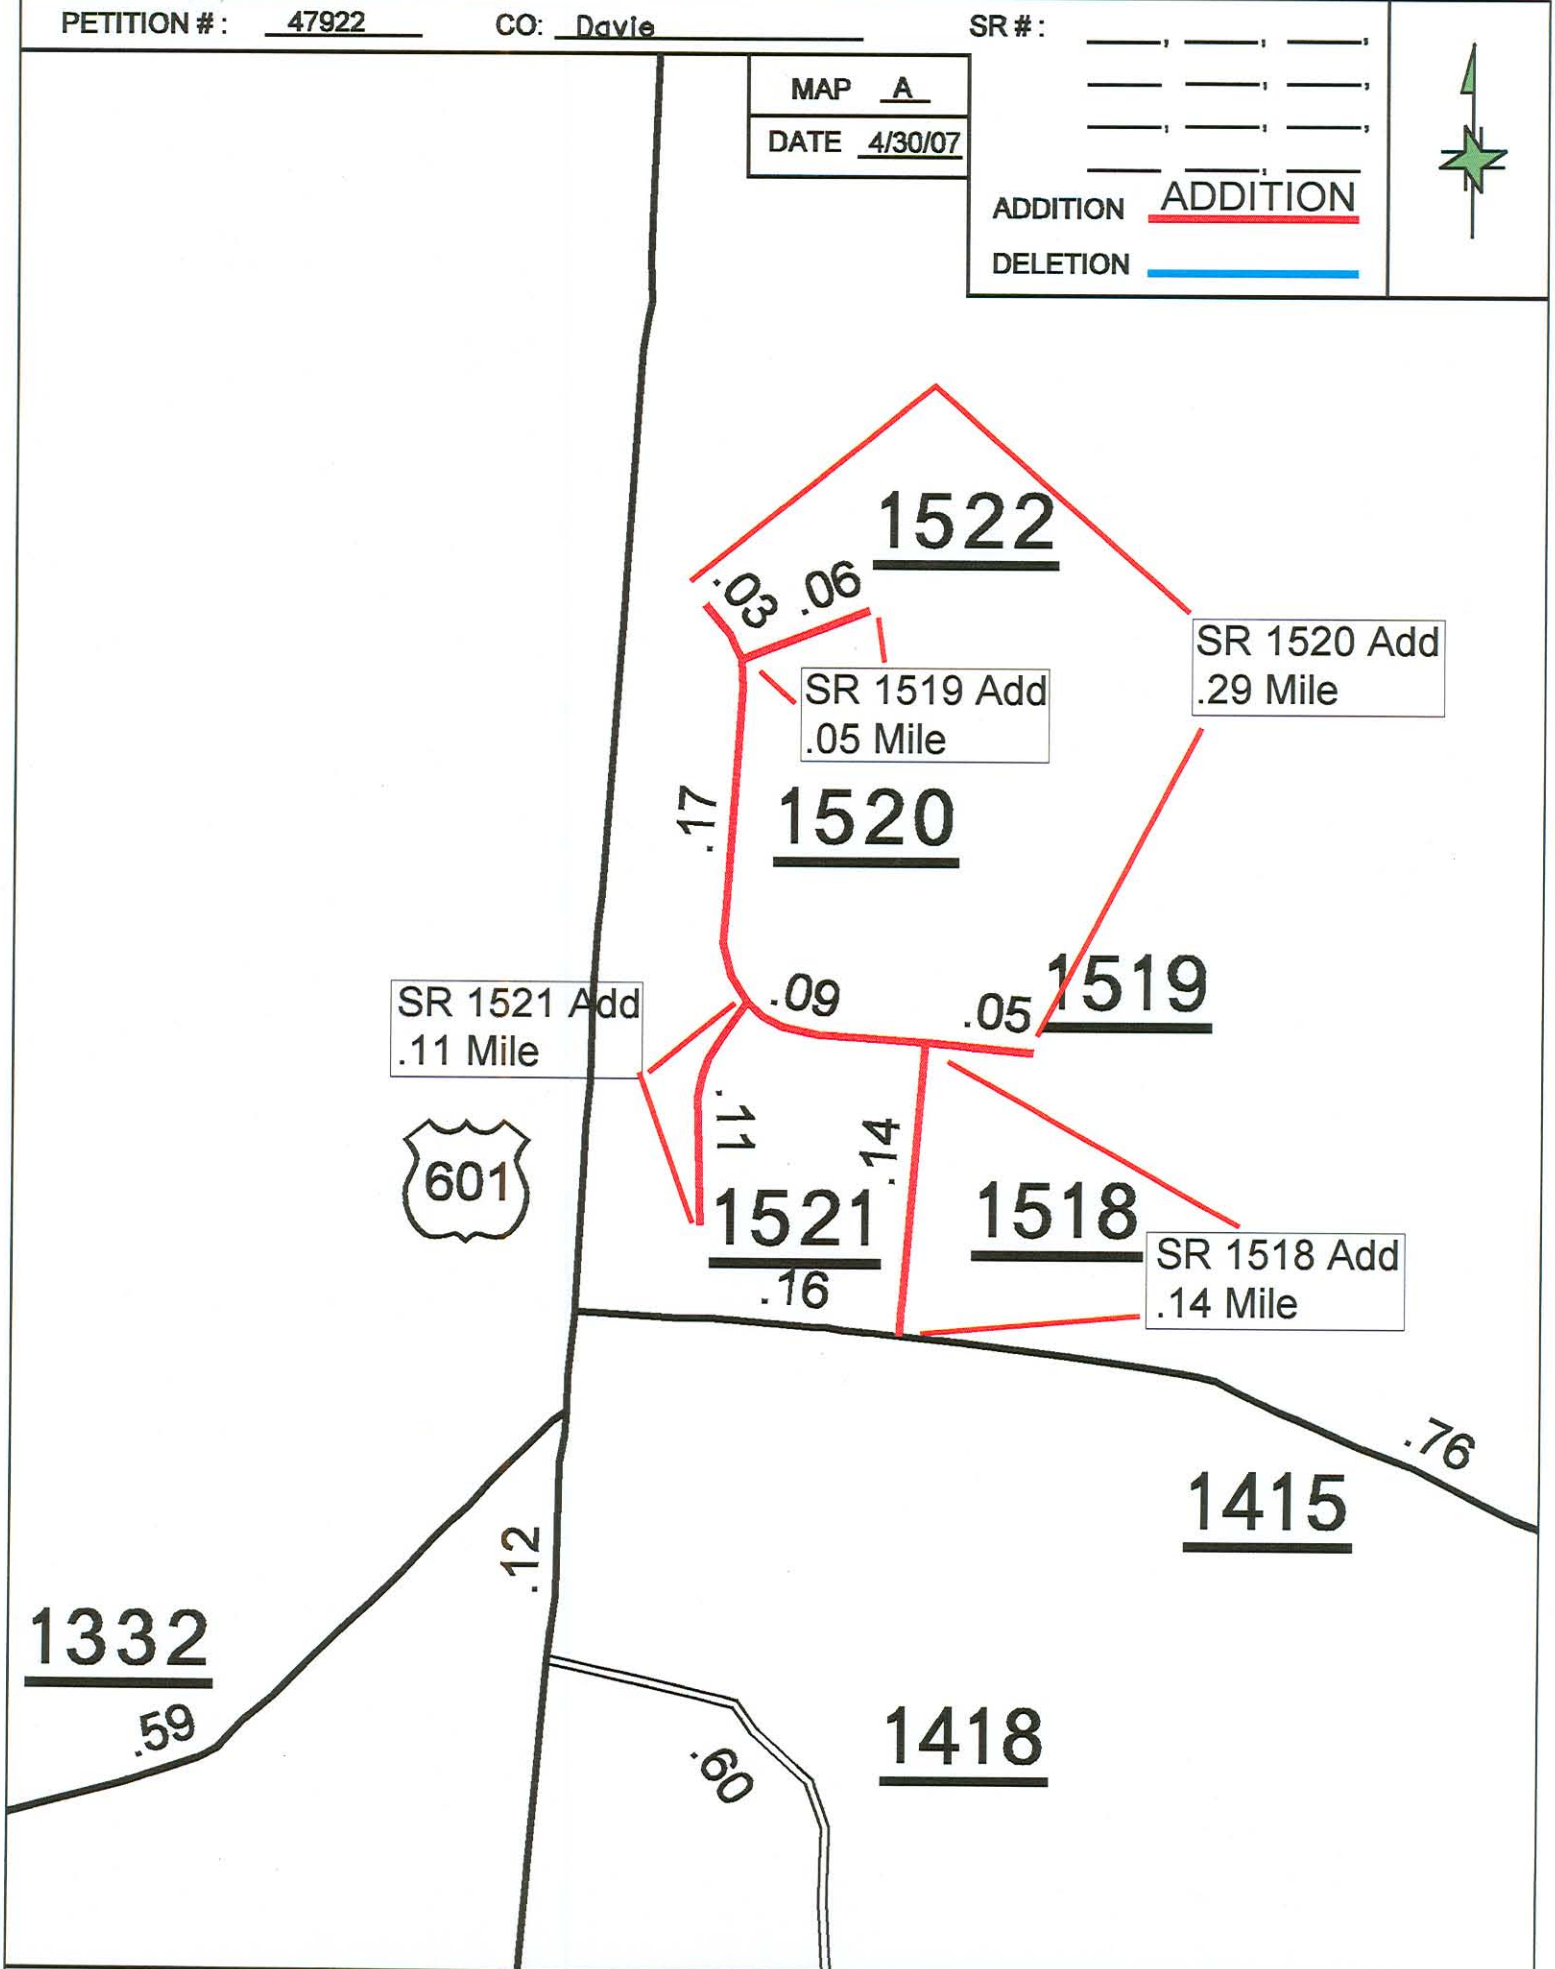 PETITION #: 47922 CO: Davie SR #: , , ,
MAP A
DATE 4/30/07
ADDITION ADDITION
DELETION
1522
.03
.06
SR 1520 Add
.29 Mile
SR 1519 Add
.05 Mile
.17
1520
1519
.09
.05
SR 1521 Add
.11 Mile
.11
.14
601
1521
1518
SR 1518 Add
.14 Mile
.16
.76
1415
.12
1332
.59
1418
.60